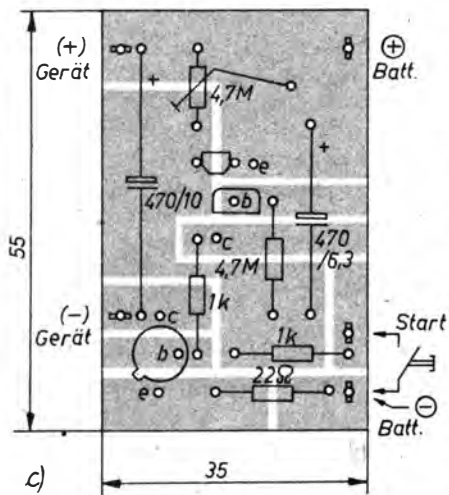 (+)
Gerät
+
4,7M
⊕
Batt.
+
e
470/10
b
c
4,7M
470
/6,3
55
(-)
Gerät
c
1k
b
1k
Start
22Ω
e
⊖
Batt.
c)
35